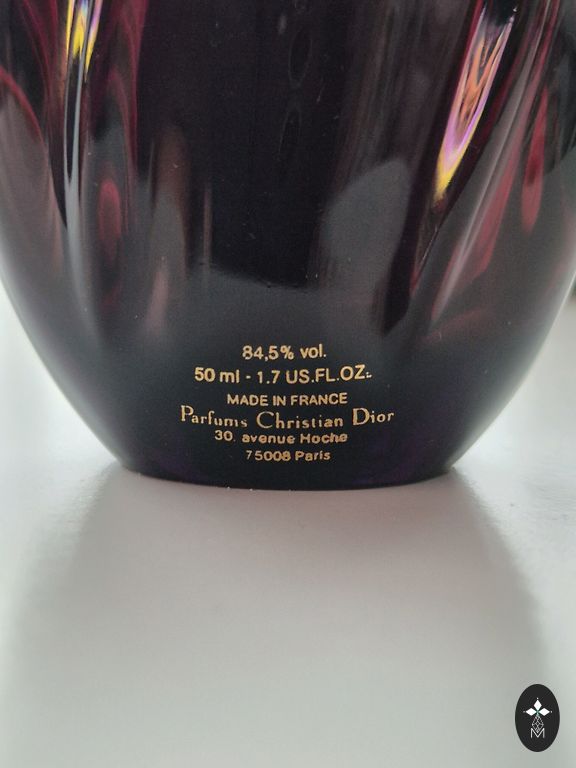 84,5% vol.
50 ml - 1.7 US.FL.OZ.
MADE IN FRANCE
Parfums Christian Dior
30, avenue Hoche
75008 Paris
M